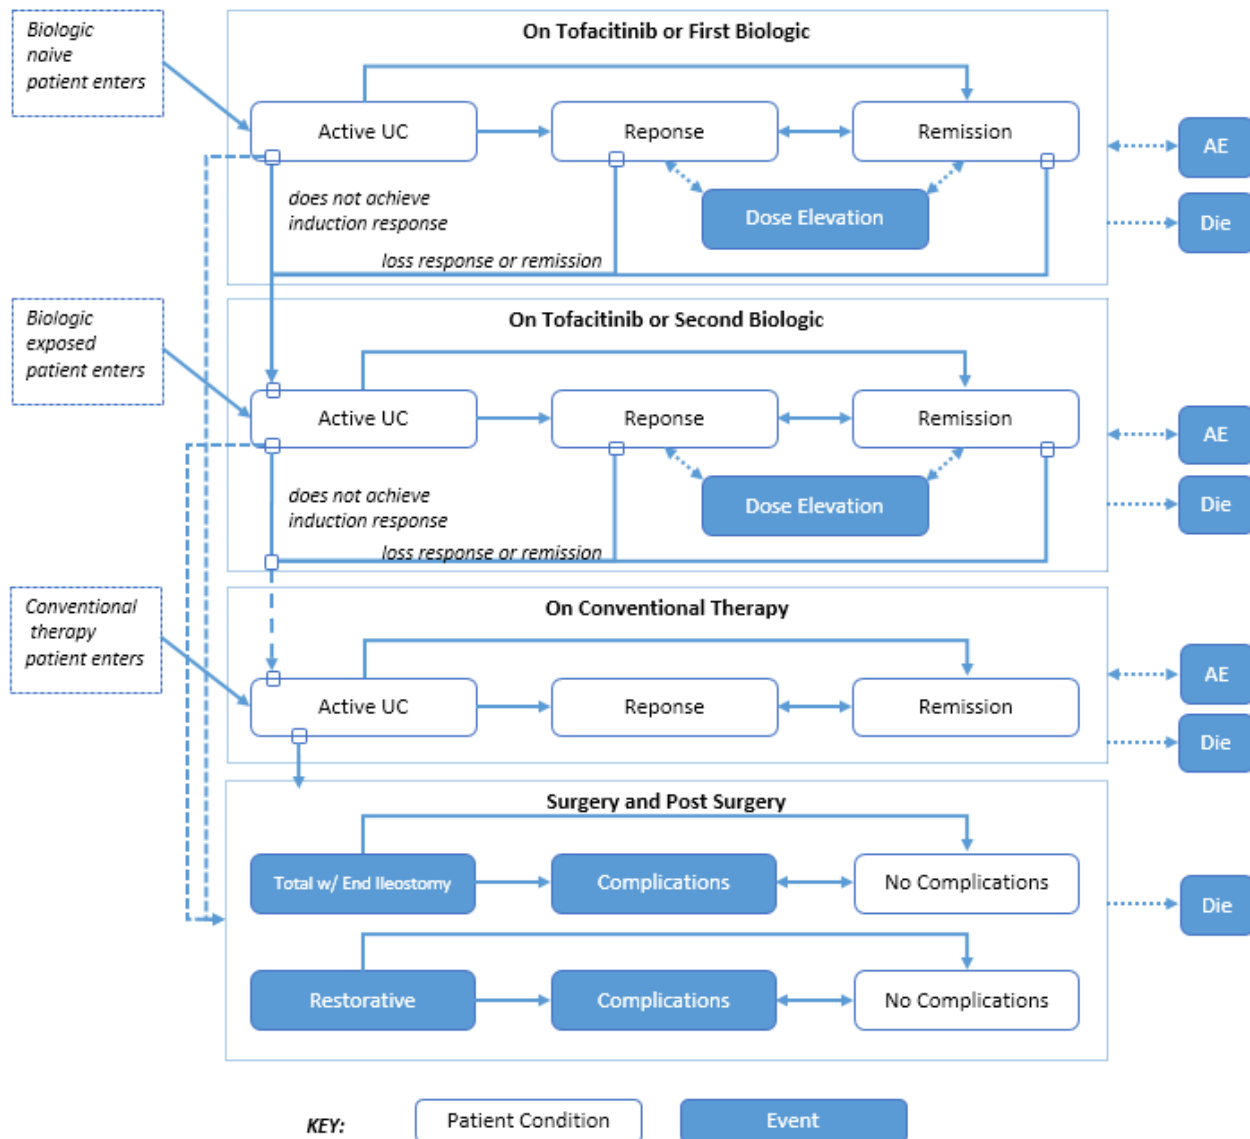 Biologic
naive
patient enters
On Tofacitinib or First Biologic
Active UC
Reponse
Remission
AE
does not achieve
induction response
Dose Elevation
Die
loss response or remission
Biologic
exposed
patient enters
On Tofacitinib or Second Biologic
Active UC
Reponse
Remission
AE
does not achieve
induction response
Dose Elevation
Die
loss response or remission
Conventional
therapy
patient enters
On Conventional Therapy
Active UC
Reponse
Remission
AE
Die
Surgery and Post Surgery
Total w/ End Ileostomy
Complications
No Complications
Die
Restorative
Complications
No Complications
KEY:
Patient Condition
Event